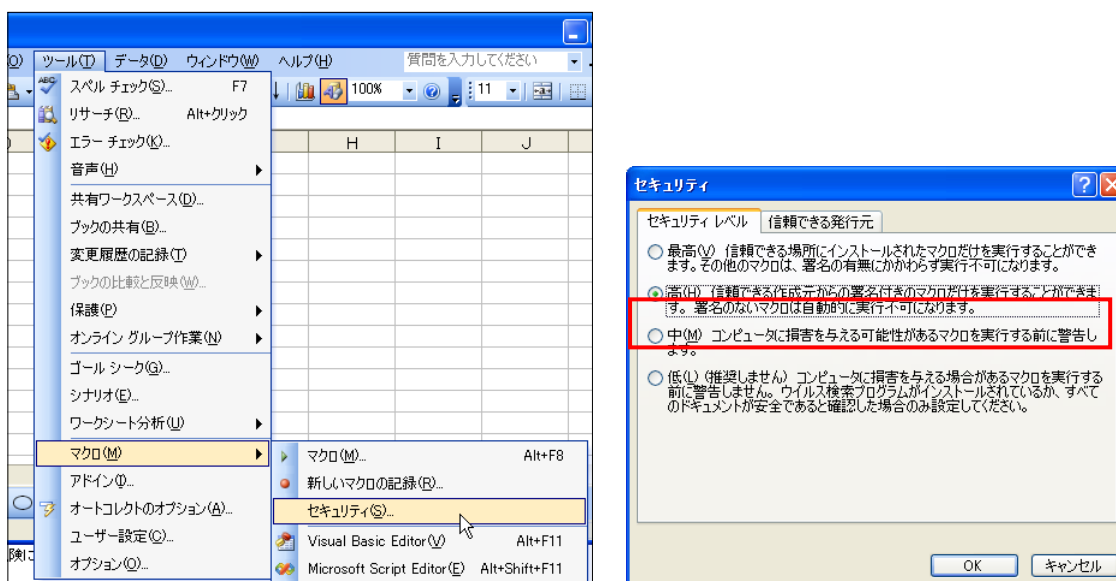 (O) ツール(T) データ(D) ウィンドウ(W) ヘルプ(H) 質問を入力してください
スペル チェック(S)... F7
100% 11
リサーチ(R)... Alt+クリック
エラー チェック(K)...
H I J
音声(H)
共有ワークスペース(D)...
ブックの共有(B)...
変更履歴の記録(T)
ブックの比較と反映(W)...
保護(P)
オンライン グループ作業(N)
ゴール シーク(G)...
シナリオ(E)...
ワークシート分析(U)
マクロ(M)
アドイン(I)...
オートコレクトのオプション(A)...
ユーザー設定(C)...
オプション(O)...
マクロ(M)... Alt+F8
新しいマクロの記録(R)...
セキュリティ(S)...
Visual Basic Editor(V) Alt+F11
Microsoft Script Editor(E) Alt+Shift+F11
セキュリティ
セキュリティ レベル 信頼できる発行元
最高(V) 信頼できる場所にインストールされたマクロだけを実行することができ
ます。その他のマクロは、署名の有無にかかわらず実行不可になります。
高(H) 信頼できる作成元からの署名付きのマクロだけを実行することができま
す。署名のないマクロは自動的に実行不可になります。
中(M) コンピュータに損害を与える可能性があるマクロを実行する前に警告し
ます。
低(L) (推奨しません) コンピュータに損害を与える場合があるマクロを実行する
前に警告しません。ウイルス検索プログラムがインストールされているか、すべて
のドキュメントが安全であると確認した場合のみ設定してください。
OK キャンセル